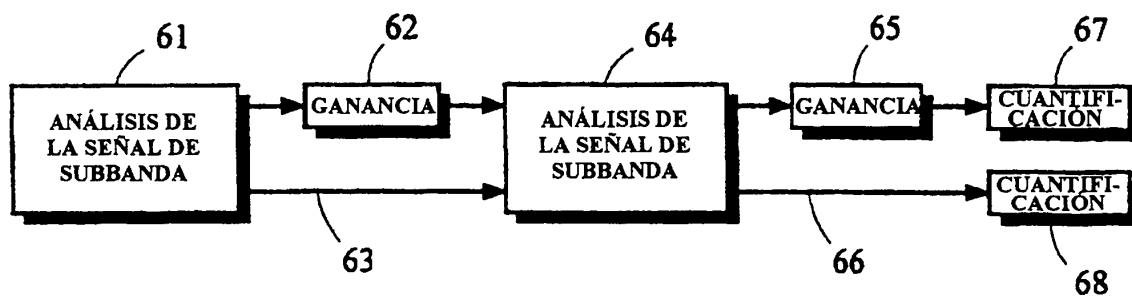 61
62
64
65
67
ANÁLISIS DE
LA SEÑAL DE
SUBBANDA
GANANCIA
ANÁLISIS DE
LA SEÑAL DE
SUBBANDA
GANANCIA
CUANTIFI-
CACIÓN
CUANTIFI-
CACIÓN
63
66
68